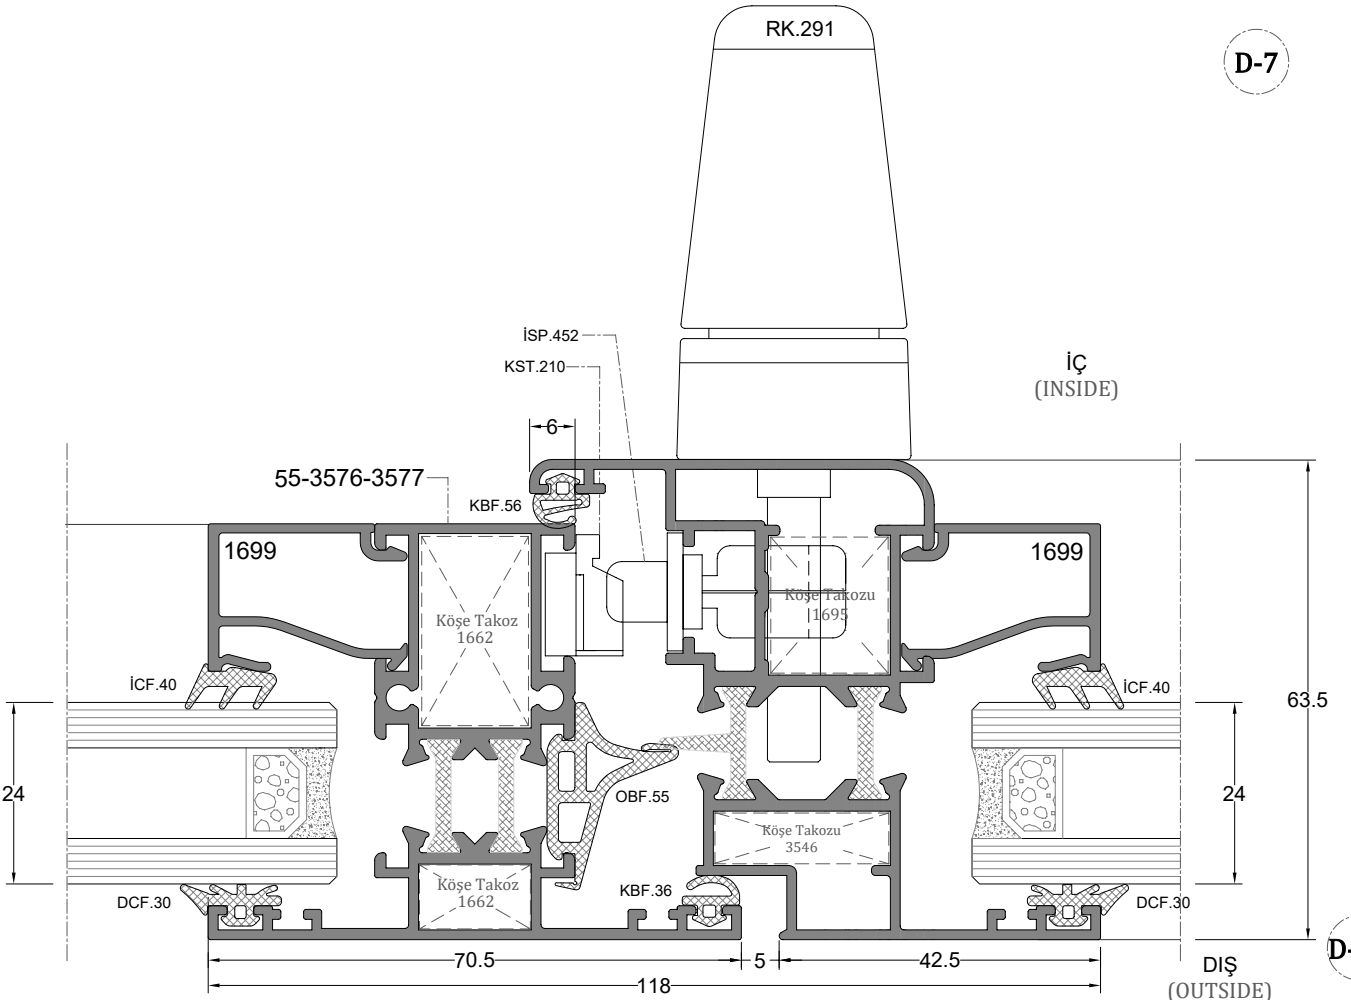 RK.291
D-7
İSP.452
KST.210
İÇ
(INSIDE)
6
55-3576-3577
KBF.56
1699
1699
Köşe Takoz
1662
Köşe Takozu
1695
İCF.40
İCF.40
63.5
24
OBF.55
24
Köşe Takozu
3546
Köşe Takoz
1662
KBF.36
DCF.30
DCF.30
D-
70.5
5
42.5
DIŞ
(OUTSIDE)
118